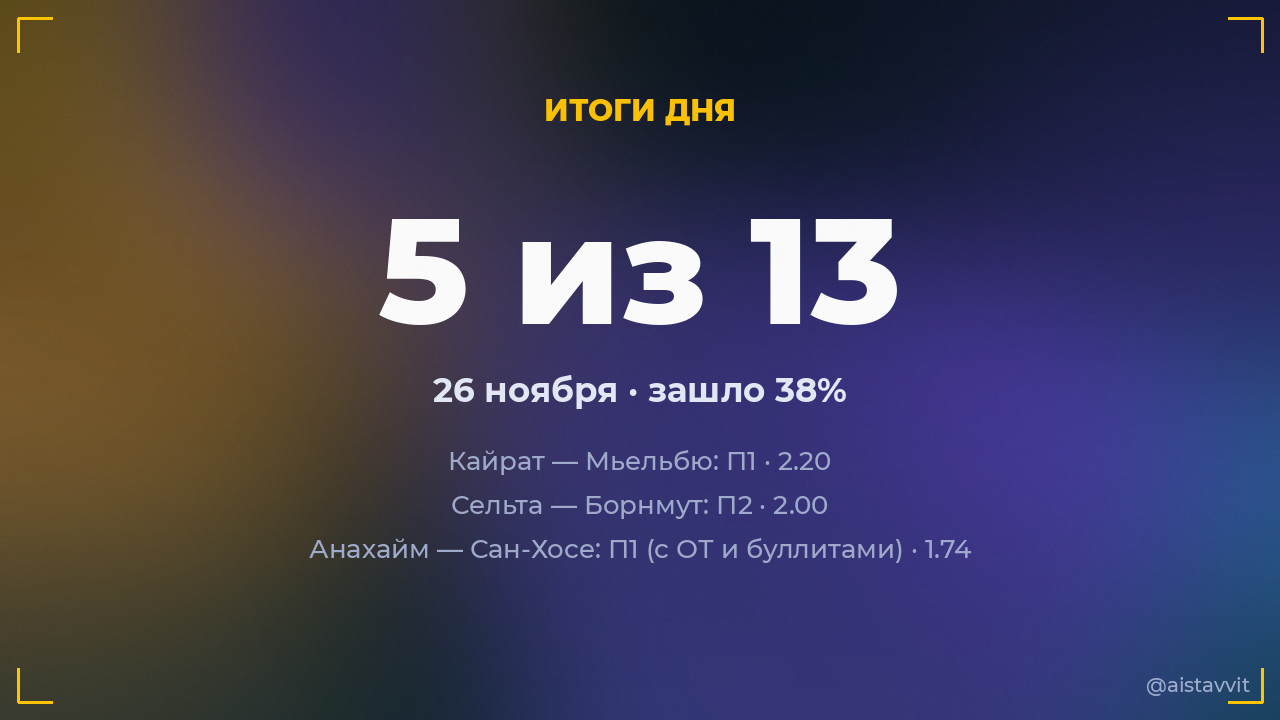 ИТОГИ ДНЯ
5 из 13
26 ноября · зашло 38%
Кайрат — Мьельбю: П1 · 2.20
Сельта — Борнмут: П2 · 2.00
Анахайм — Сан-Хосе: П1 (с ОТ и буллитами) · 1.74
@aistavvit